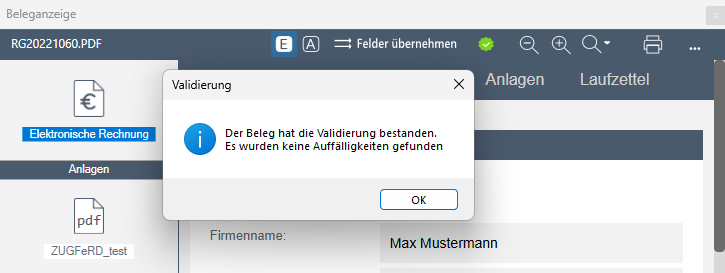 Beleganzeige
RG20221060.PDF
E
A
Felder übernehmen
...
€
Elektronische Rechnung
Anlagen
pdf
ZUGFeRD_test
Anlagen
Laufzettel
Validierung
Der Beleg hat die Validierung bestanden.
Es wurden keine Auffälligkeiten gefunden
OK
Firmenname:
Max Mustermann